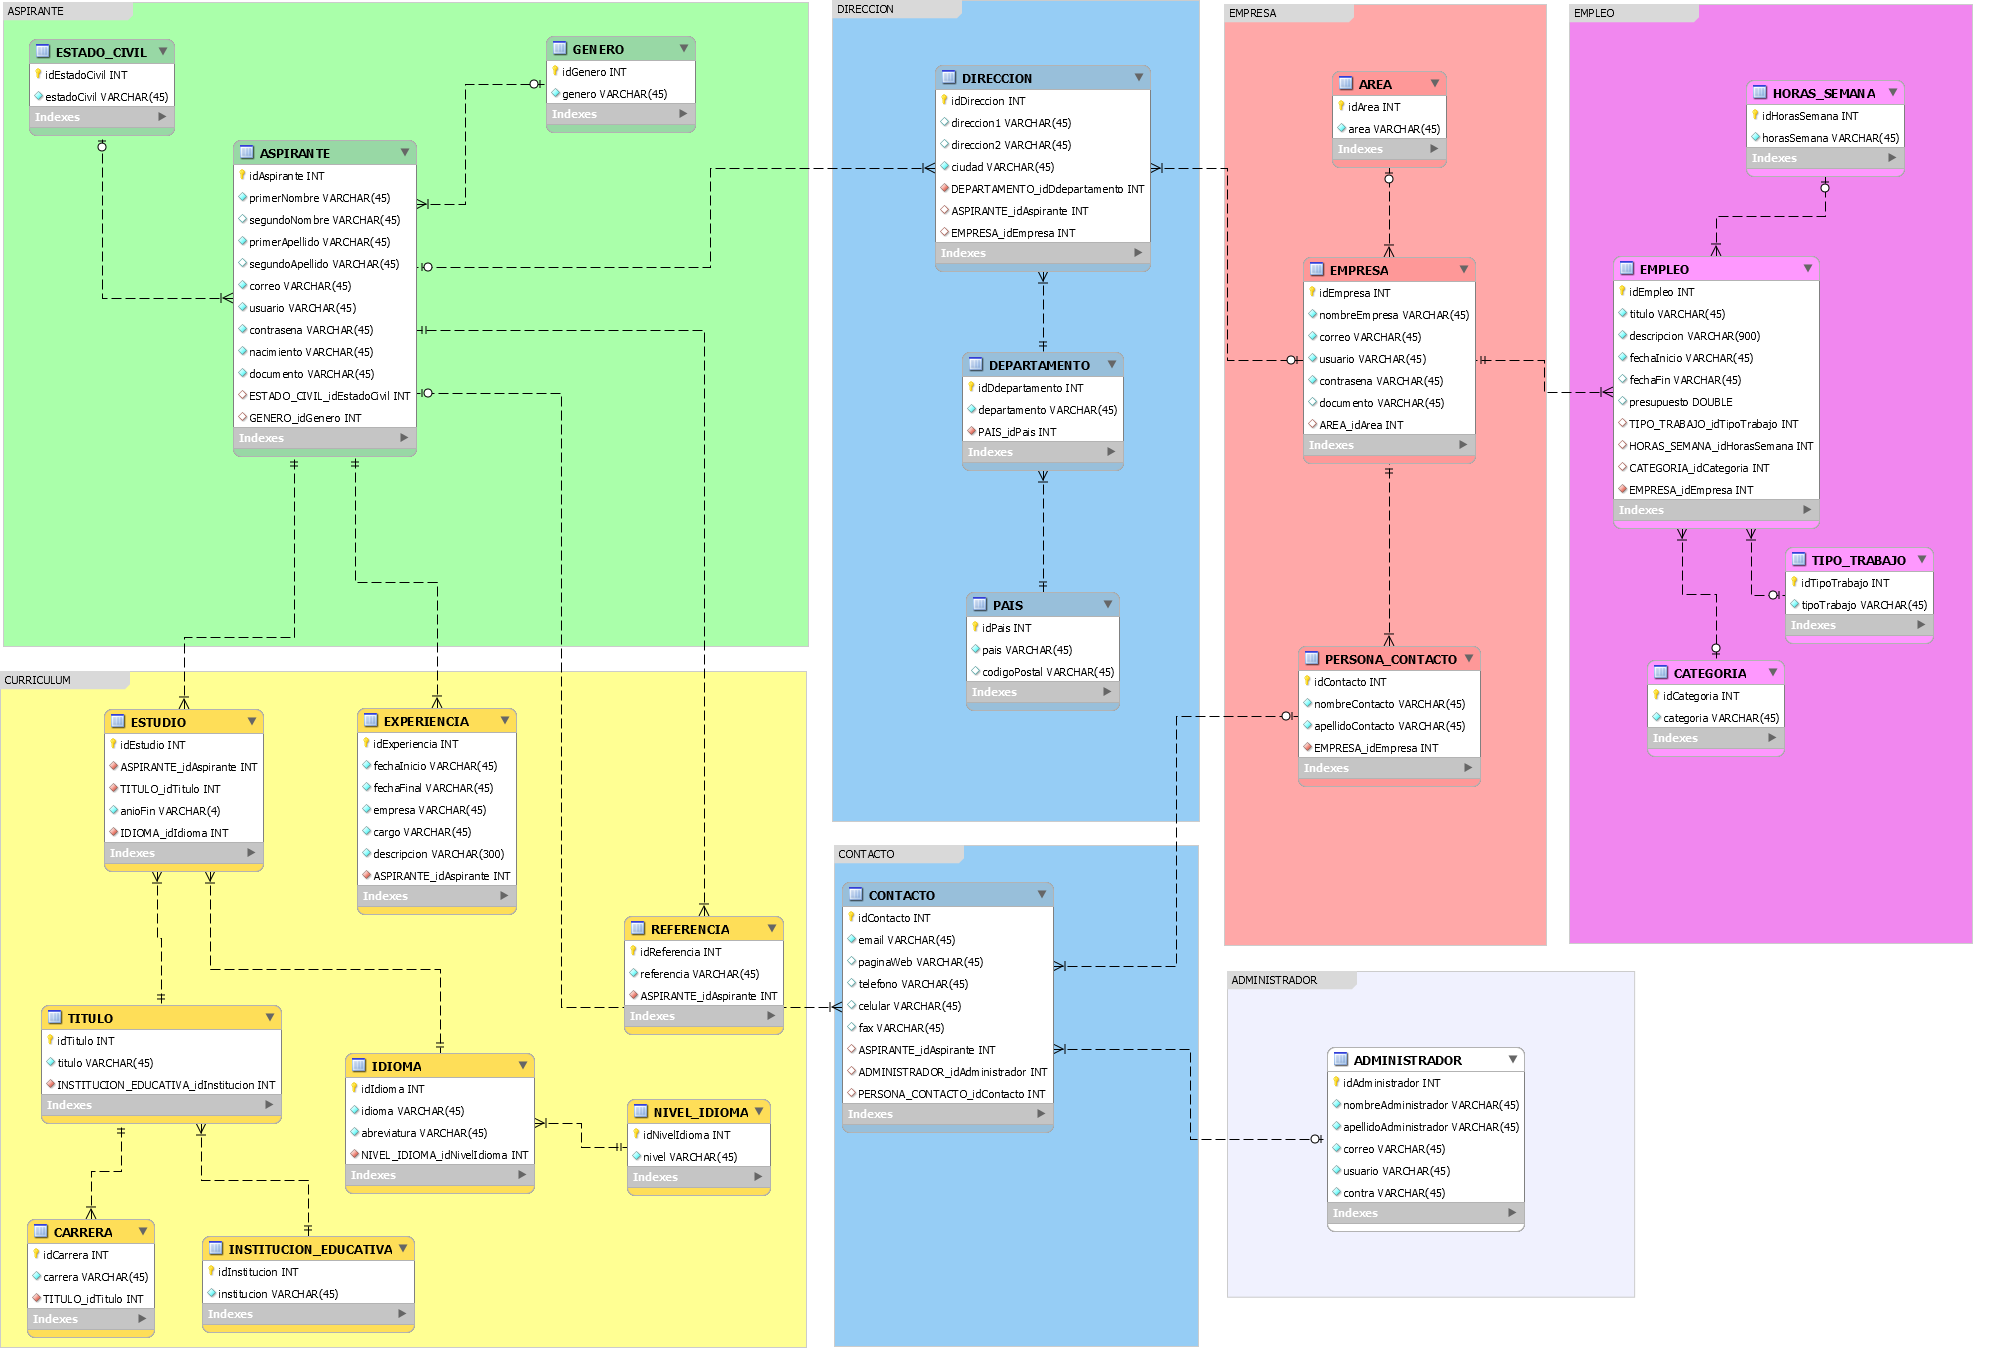 ASPIRANTE
ESTADO_CIVIL
idEstadoCivil INT
estadoCivil VARCHAR(45)
Indexes
GENERO
idGenero INT
genero VARCHAR(45)
Indexes
ASPIRANTE
idAspirante INT
primerNombre VARCHAR(45)
segundoNombre VARCHAR(45)
primerApellido VARCHAR(45)
segundoApellido VARCHAR(45)
correo VARCHAR(45)
usuario VARCHAR(45)
contrasena VARCHAR(45)
nacimiento VARCHAR(45)
documento VARCHAR(45)
ESTADO_CIVIL_idEstadoCivil INT
GENERO_idGenero INT
Indexes
CURRICULUM
ESTUDIO
idEstudio INT
ASPIRANTE_idAspirante INT
TITULO_idTitulo INT
anioFin VARCHAR(4)
IDIOMA_idIdioma INT
Indexes
EXPERIENCIA
idExperiencia INT
fechaInicio VARCHAR(45)
fechaFinal VARCHAR(45)
empresa VARCHAR(45)
cargo VARCHAR(45)
descripcion VARCHAR(300)
ASPIRANTE_idAspirante INT
Indexes
REFERENCIA
idReferencia INT
referencia VARCHAR(45)
ASPIRANTE_idAspirante INT
Indexes
TITULO
idTitulo INT
titulo VARCHAR(45)
INSTITUCION_EDUCATIVA_idInstitucion INT
Indexes
IDIOMA
idIdioma INT
idioma VARCHAR(45)
abreviatura VARCHAR(45)
NIVEL_IDIOMA_idNivelIdioma INT
Indexes
NIVEL_IDIOMA
idNivelIdioma INT
nivel VARCHAR(45)
Indexes
CARRERA
idCarrera INT
carrera VARCHAR(45)
TITULO_idTitulo INT
Indexes
INSTITUCION_EDUCATIVA
idInstitucion INT
institucion VARCHAR(45)
Indexes
DIRECCION
DIRECCION
idDireccion INT
direccion1 VARCHAR(45)
direccion2 VARCHAR(45)
ciudad VARCHAR(45)
DEPARTAMENTO_idDdepartamento INT
ASPIRANTE_idAspirante INT
EMPRESA_idEmpresa INT
Indexes
DEPARTAMENTO
idDdepartamento INT
departamento VARCHAR(45)
PAIS_idPais INT
Indexes
PAIS
idPais INT
pais VARCHAR(45)
codigoPostal VARCHAR(45)
Indexes
CONTACTO
CONTACTO
idContacto INT
email VARCHAR(45)
paginaWeb VARCHAR(45)
telefono VARCHAR(45)
celular VARCHAR(45)
fax VARCHAR(45)
ASPIRANTE_idAspirante INT
ADMINISTRADOR_idAdministrador INT
PERSONA_CONTACTO_idContacto INT
Indexes
EMPRESA
AREA
idArea INT
area VARCHAR(45)
Indexes
EMPRESA
idEmpresa INT
nombreEmpresa VARCHAR(45)
correo VARCHAR(45)
usuario VARCHAR(45)
contrasena VARCHAR(45)
documento VARCHAR(45)
AREA_idArea INT
Indexes
PERSONA_CONTACTO
idContacto INT
nombreContacto VARCHAR(45)
apellidoContacto VARCHAR(45)
EMPRESA_idEmpresa INT
Indexes
EMPLEO
HORAS_SEMANA
idHorasSemana INT
horasSemana VARCHAR(45)
Indexes
EMPLEO
idEmpleo INT
titulo VARCHAR(45)
descripcion VARCHAR(900)
fechaInicio VARCHAR(45)
fechaFin VARCHAR(45)
presupuesto DOUBLE
TIPO_TRABAJO_idTipoTrabajo INT
HORAS_SEMANA_idHorasSemana INT
CATEGORIA_idCategoria INT
EMPRESA_idEmpresa INT
Indexes
TIPO_TRABAJO
idTipoTrabajo INT
tipoTrabajo VARCHAR(45)
Indexes
CATEGORIA
idCategoria INT
categoria VARCHAR(45)
Indexes
ADMINISTRADOR
ADMINISTRADOR
idAdministrador INT
nombreAdministrador VARCHAR(45)
apellidoAdministrador VARCHAR(45)
correo VARCHAR(45)
usuario VARCHAR(45)
contra VARCHAR(45)
Indexes